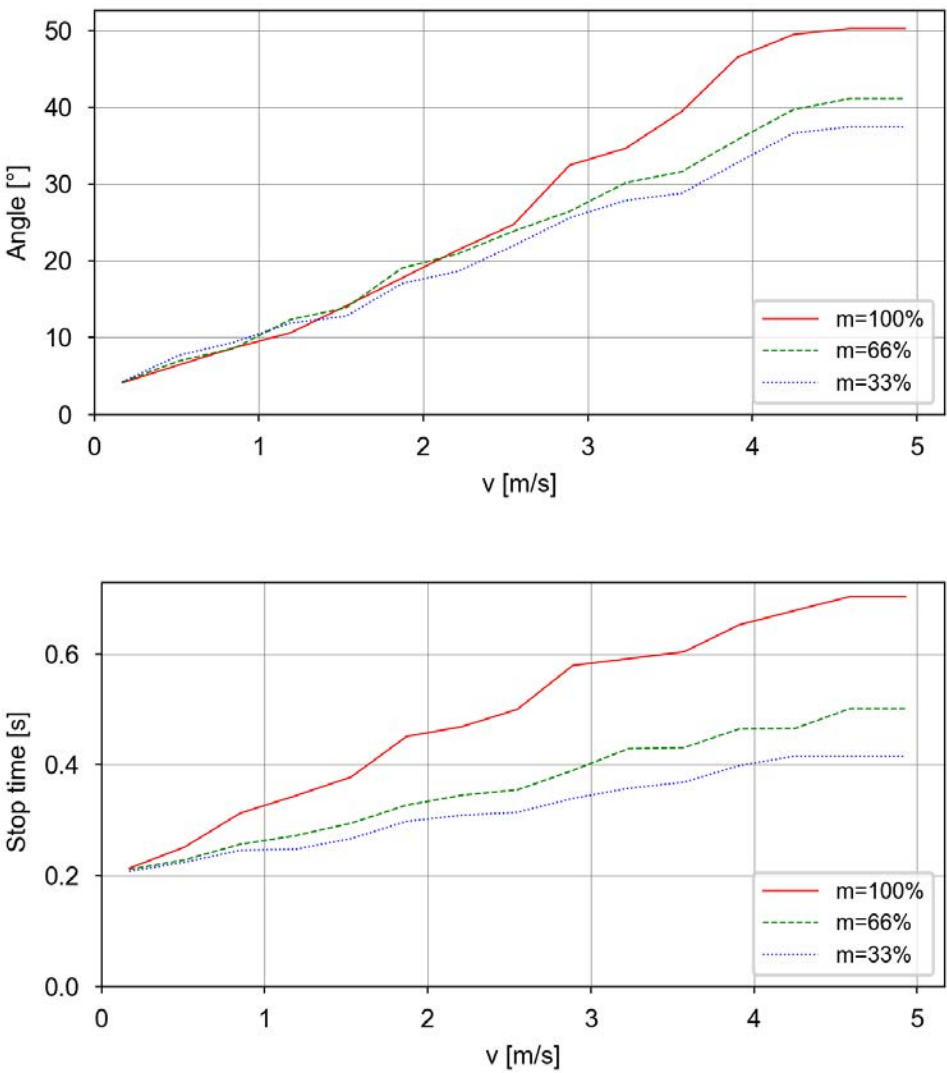 50
40
30
20
10
0
Angle [°]
m=100%
m=66%
m=33%
0 1 2 3 4 5
v [m/s]
0.6
0.4
0.2
0.0
Stop time [s]
m=100%
m=66%
m=33%
0 1 2 3 4 5
v [m/s]